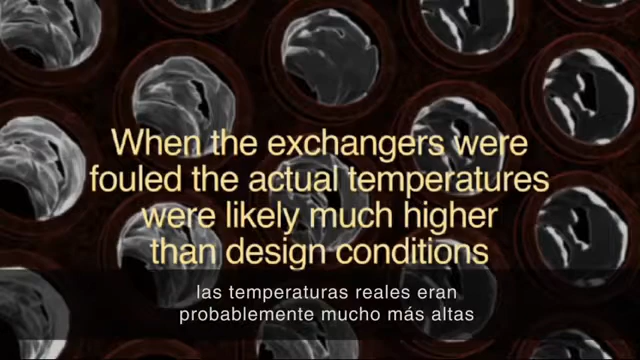 When the exchangers were
fouled the actual temperatures
were likely much higher
than design conditions
las temperaturas reales eran
probablemente mucho más altas